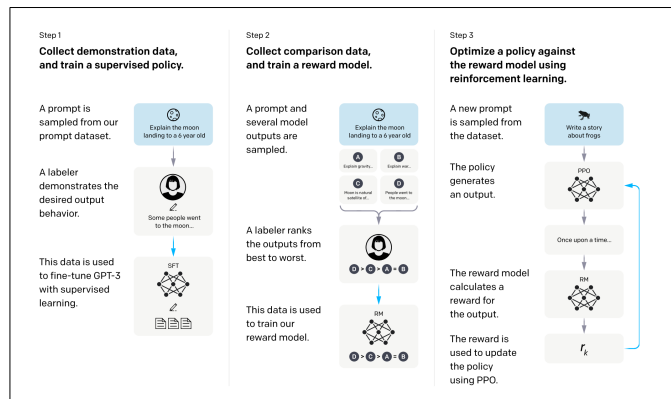 Step 1
Collect demonstration data,
and train a supervised policy.
A prompt is
sampled from our
prompt dataset.
Explain the moon
landing to a 6 year old
A labeler
demonstrates the
desired output
behavior.
Some people went
to the moon...
This data is used
to fine-tune GPT-3
with supervised
learning.
SFT
Step 2
Collect comparison data,
and train a reward model.
A prompt and
several model
outputs are
sampled.
Explain the moon
landing to a 6 year old
A
Explain gravity...
B
Explain war...
C
Moon is natural
satellite of...
D
People went to
the moon...
A labeler ranks
the outputs from
best to worst.
D > C > A = B
This data is used
to train our
reward model.
RM
D > C > A = B
Step 3
Optimize a policy against
the reward model using
reinforcement learning.
A new prompt
is sampled from
the dataset.
Write a story
about frogs
The policy
generates
an output.
PPO
Once upon a time...
The reward model
calculates a
reward for
the output.
RM
The reward is
used to update
the policy
using PPO.
rₖ